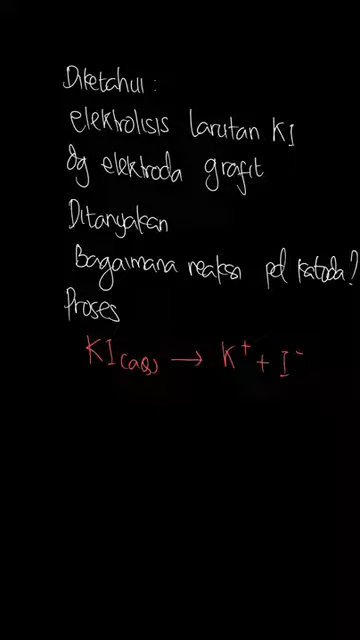 Diketahui :
elektrolisis larutan KI
dg elektroda grafit
Ditanyakan
Bagaimana reaksi pd katoda?
Proses
KI(aq) → K⁺ + I⁻